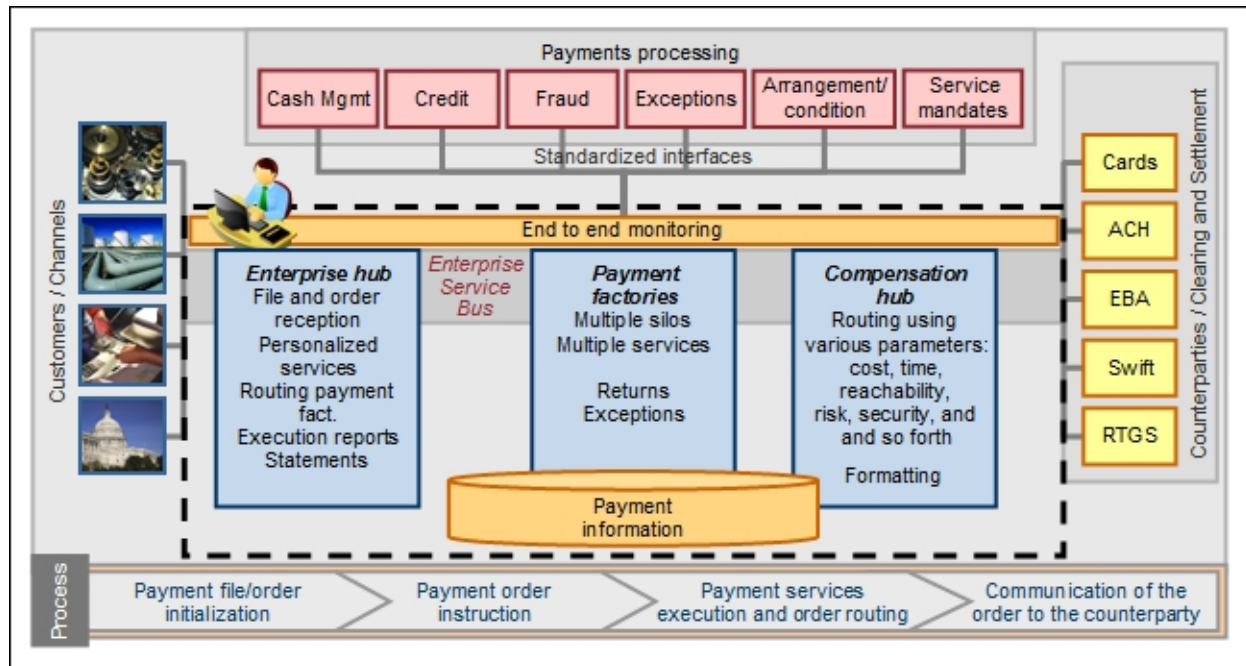 Payments processing
Cash Mgmt
Credit
Fraud
Exceptions
Arrangement/
condition
Service
mandates
Standardized interfaces
Customers / Channels
End to end monitoring
Enterprise hub
File and order
reception
Personalized
services
Routing payment
fact.
Execution reports
Statements
Enterprise
Service
Bus
Payment
factories
Multiple silos
Multiple services
Returns
Exceptions
Compensation
hub
Routing using
various parameters:
cost, time,
reachability,
risk, security, and
and so forth
Formatting
Payment
information
Cards
ACH
EBA
Swift
RTGS
Counterparties / Clearing and Settlement
Process
Payment file/order
initialization
Payment order
instruction
Payment services
execution and order routing
Communication of the
order to the counterparty